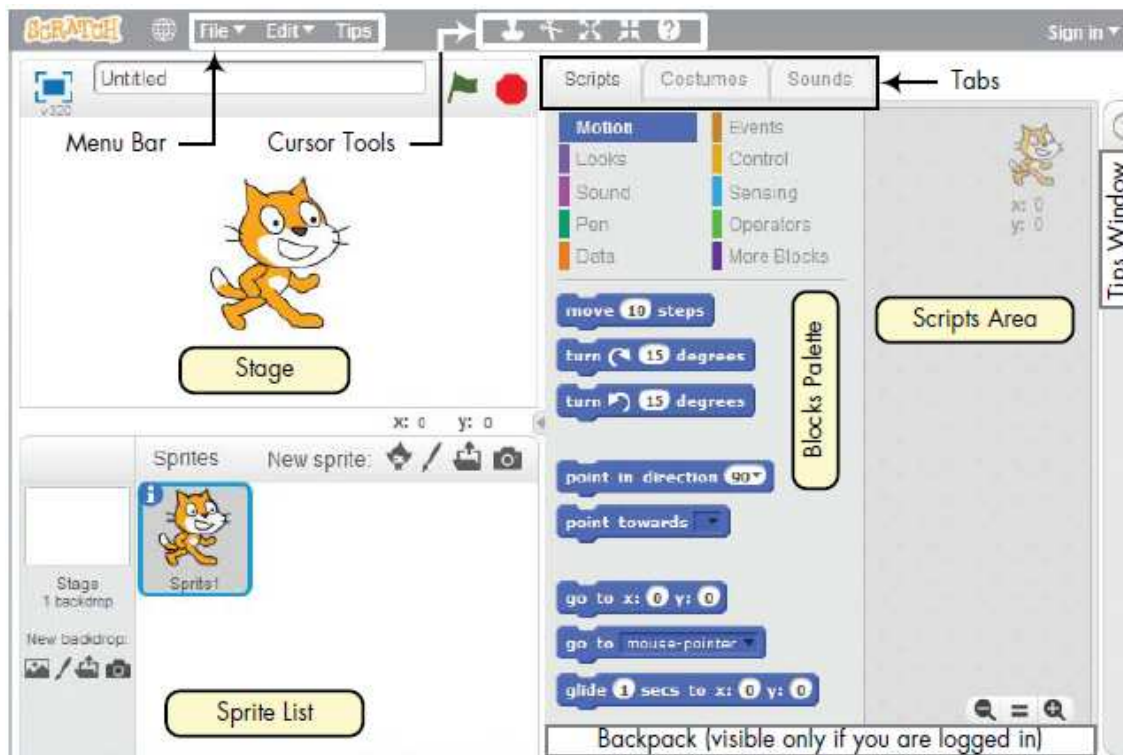 SCRATCH File Edit Tips Sign in
Untitled
v320
Scripts Costumes Sounds
Tabs
Menu Bar
Cursor Tools
Motion Events
Looks Control
Sound Sensing
Pen Operators
Data More Blocks
x: 0
y: 0
Tips Window
move 10 steps
turn 15 degrees
turn 15 degrees
Blocks Palette
Scripts Area
Stage
x: 0 y: 0
Sprites New sprite:
point in direction 90
point towards
Sprite1
Stage
1 backdrop
New backdrop:
go to x: 0 y: 0
go to mouse-pointer
glide 1 secs to x: 0 y: 0
Sprite List
Backpack (visible only if you are logged in)